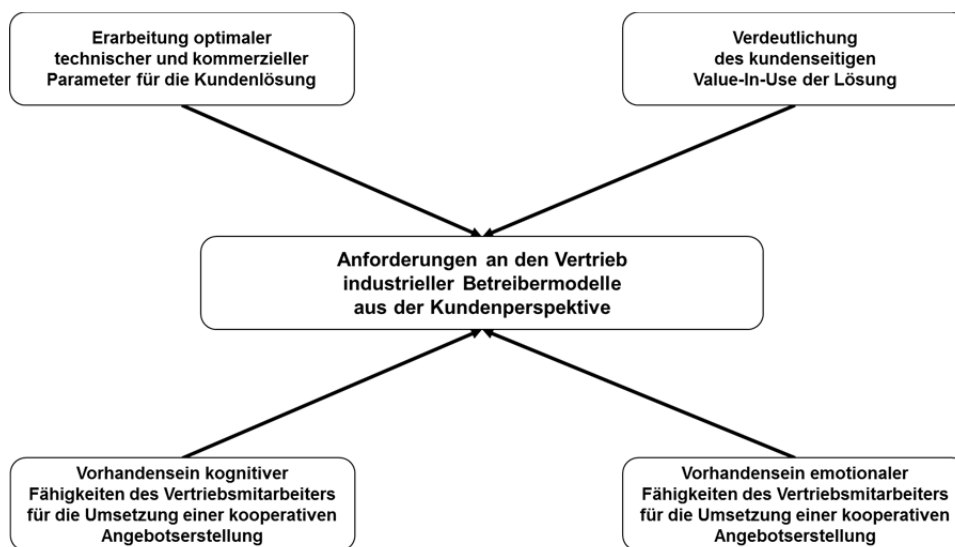 Erarbeitung optimaler
technischer und kommerzieller
Parameter für die Kundenlösung
Verdeutlichung
des kundenseitigen
Value-In-Use der Lösung
Anforderungen an den Vertrieb
industrieller Betreibermodelle
aus der Kundenperspektive
Vorhandensein kognitiver
Fähigkeiten des Vertriebsmitarbeiters
für die Umsetzung einer kooperativen
Angebotserstellung
Vorhandensein emotionaler
Fähigkeiten des Vertriebsmitarbeiters
für die Umsetzung einer kooperativen
Angebotserstellung